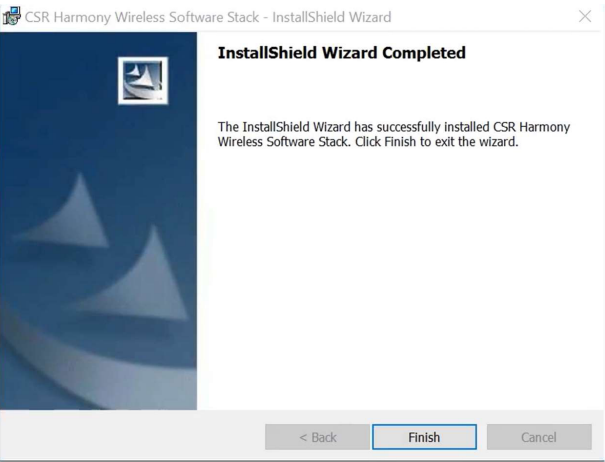 CSR Harmony Wireless Software Stack - InstallShield Wizard
InstallShield Wizard Completed
The InstallShield Wizard has successfully installed CSR Harmony
Wireless Software Stack. Click Finish to exit the wizard.
< Back
Finish
Cancel